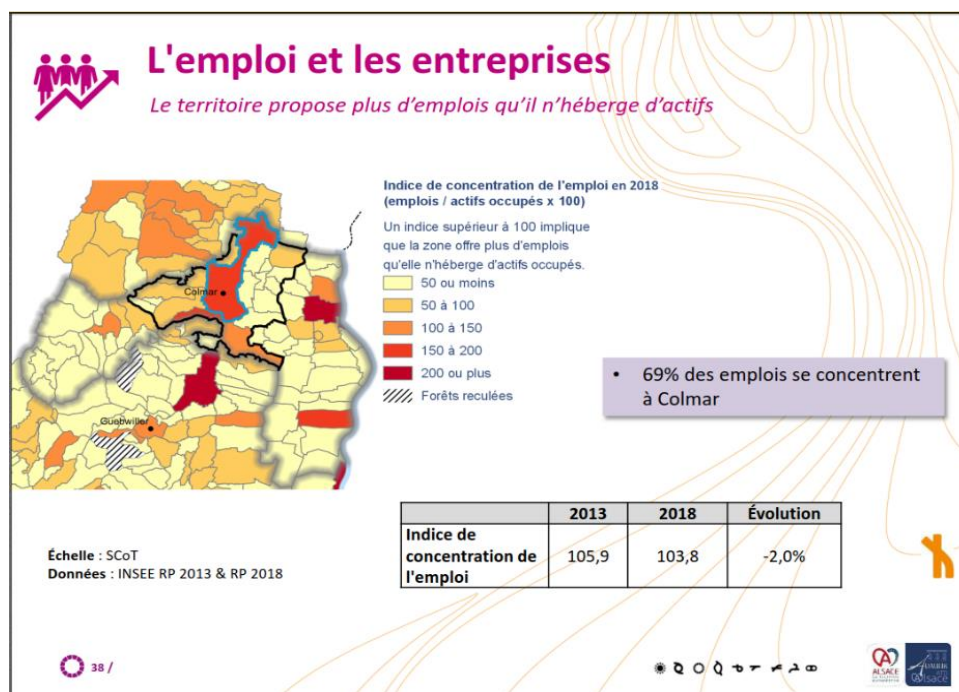 L'emploi et les entreprises
Le territoire propose plus d'emplois qu'il n'héberge d'actifs
Indice de concentration de l'emploi en 2018
(emplois / actifs occupés x 100)
Un indice supérieur à 100 implique
que la zone offre plus d'emplois
qu'elle n'héberge d'actifs occupés.
50 ou moins
50 à 100
100 à 150
150 à 200
200 ou plus
Forêts reculées
Colmar
Guebwiller
• 69% des emplois se concentrent
à Colmar
2013 2018 Évolution
Indice de
concentration de
l'emploi
105,9 103,8 -2,0%
Échelle : SCoT
Données : INSEE RP 2013 & RP 2018
38 /
ALSACE
Alsace